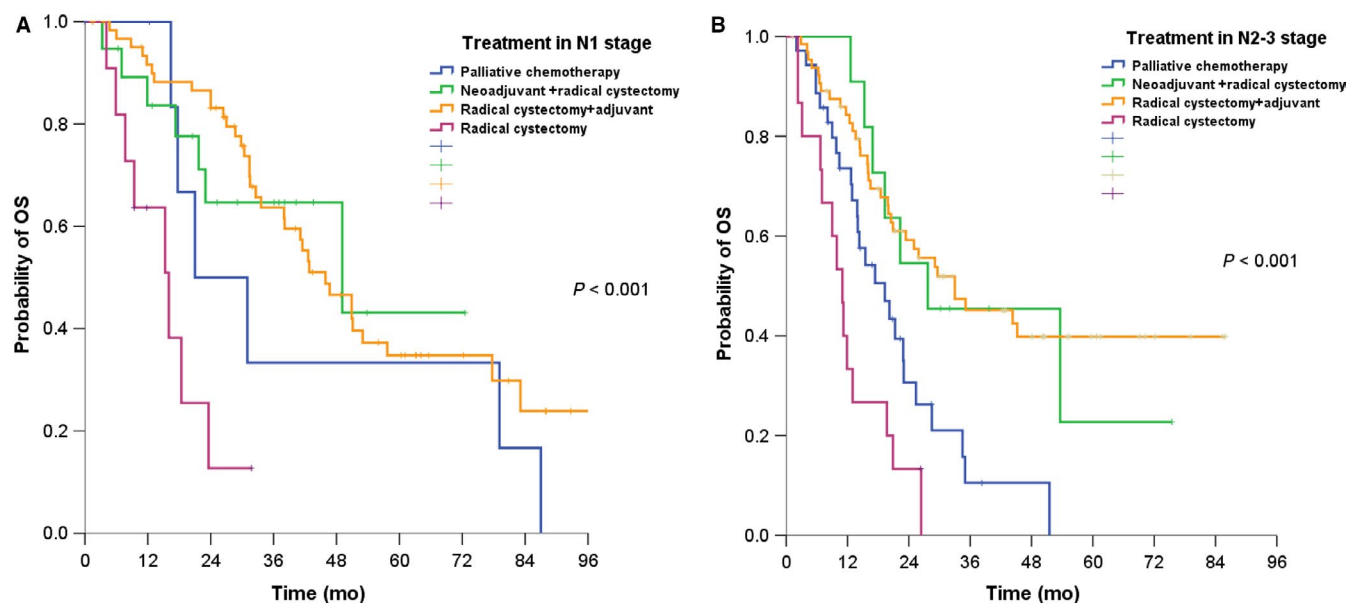 A
Treatment in N1 stage
Palliative chemotherapy
Neoadjuvant +radical cystectomy
Radical cystectomy+adjuvant
Radical cystectomy
P < 0.001
Probability of OS
1.0
0.8
0.6
0.4
0.2
0.0
0 12 24 36 48 60 72 84 96
Time (mo)
B
Treatment in N2-3 stage
Palliative chemotherapy
Neoadjuvant +radical cystectomy
Radical cystectomy+adjuvant
Radical cystectomy
P < 0.001
Probability of OS
1.0
0.8
0.6
0.4
0.2
0.0
0 12 24 36 48 60 72 84 96
Time (mo)